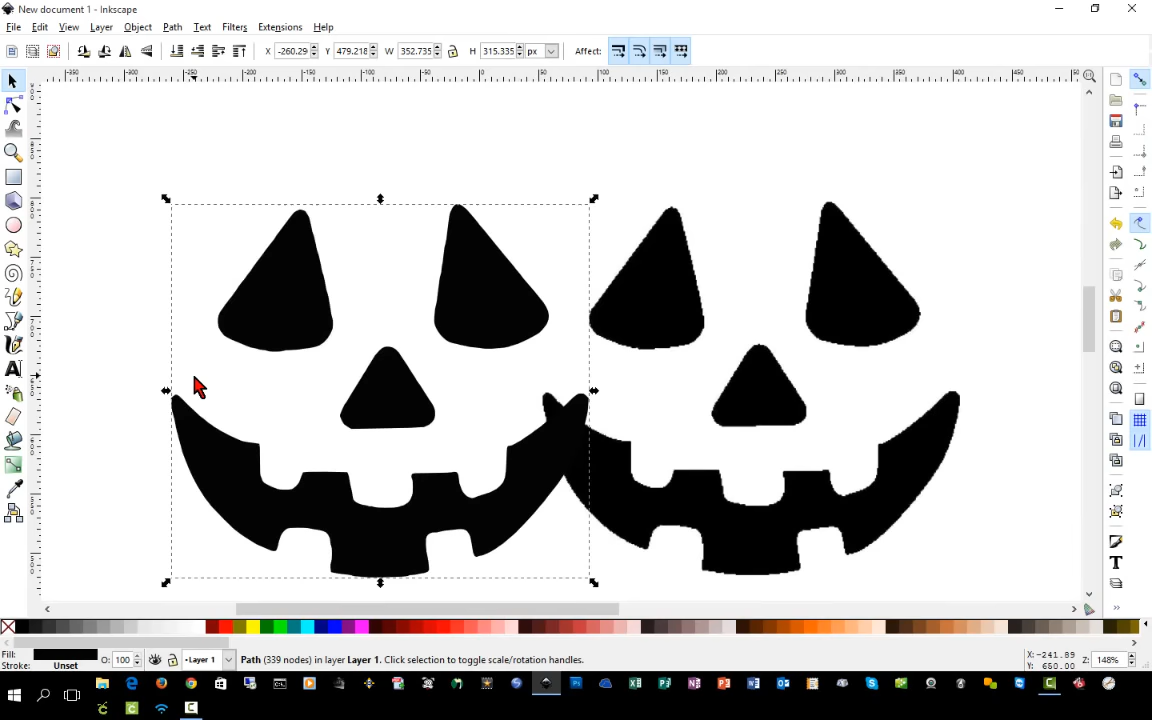 New document 1 - Inkscape
File Edit View Layer Object Path Text Filters Extensions Help
X -260.29 Y 479.218 W 352.735 H 315.335 px Affect:
Fill:
Stroke: Unset
O: 100
Layer 1
Path (339 nodes) in layer Layer 1. Click selection to toggle scale/rotation handles.
X: -241.89
Y: 650.00
Z: 148%